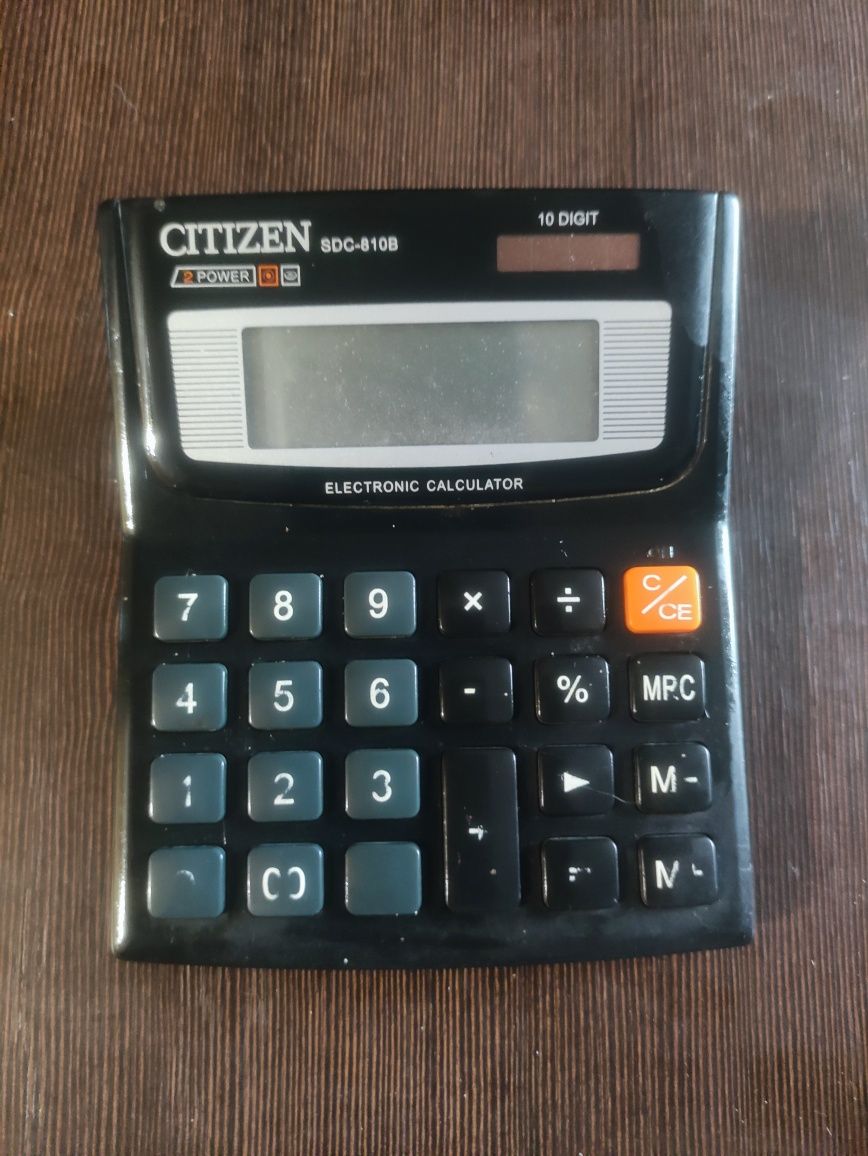 CITIZEN SDC-810B
10 DIGIT
2 POWER
ELECTRONIC CALCULATOR
7 8 9 × ÷ C/CE
4 5 6 - % MRC
1 2 3 + ▶ M-
00 M